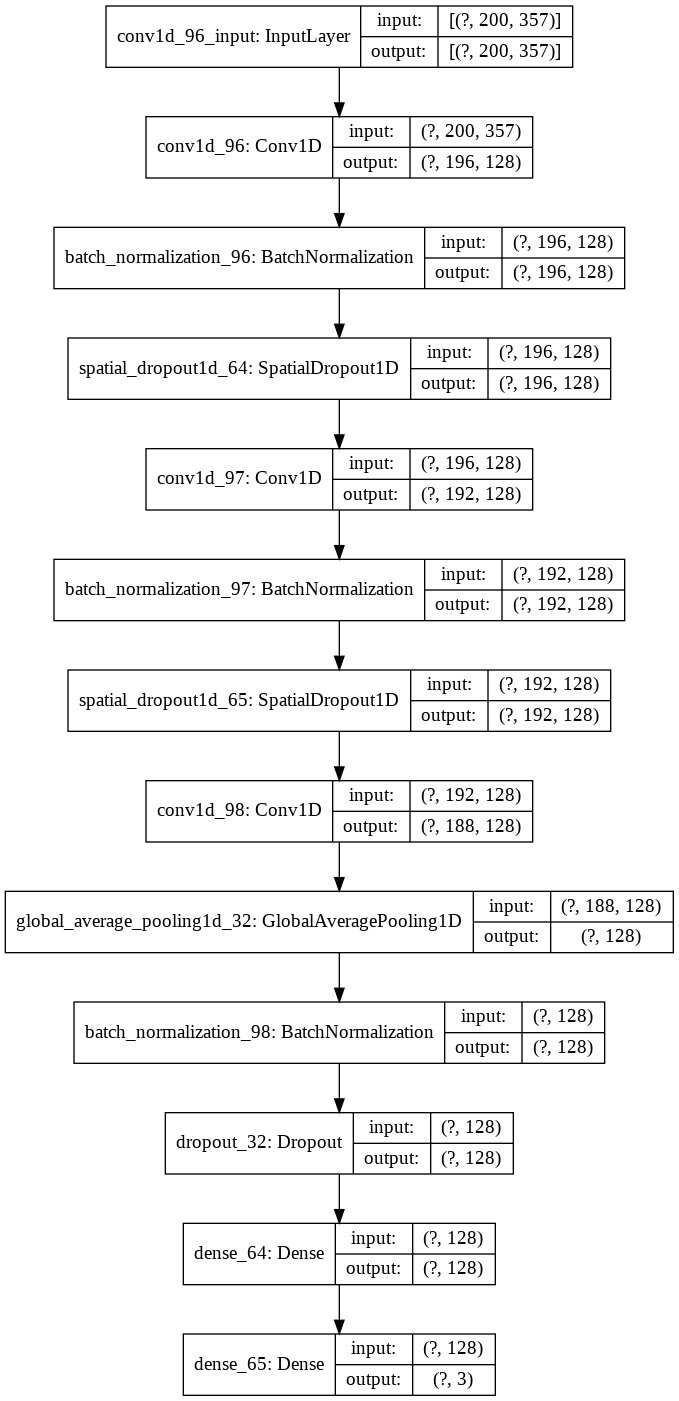 conv1d_96_input: InputLayer input: [(?, 200, 357)]
output: [(?, 200, 357)]
conv1d_96: Conv1D input: (?, 200, 357)
output: (?, 196, 128)
batch_normalization_96: BatchNormalization input: (?, 196, 128)
output: (?, 196, 128)
spatial_dropout1d_64: SpatialDropout1D input: (?, 196, 128)
output: (?, 196, 128)
conv1d_97: Conv1D input: (?, 196, 128)
output: (?, 192, 128)
batch_normalization_97: BatchNormalization input: (?, 192, 128)
output: (?, 192, 128)
spatial_dropout1d_65: SpatialDropout1D input: (?, 192, 128)
output: (?, 192, 128)
conv1d_98: Conv1D input: (?, 192, 128)
output: (?, 188, 128)
global_average_pooling1d_32: GlobalAveragePooling1D input: (?, 188, 128)
output: (?, 128)
batch_normalization_98: BatchNormalization input: (?, 128)
output: (?, 128)
dropout_32: Dropout input: (?, 128)
output: (?, 128)
dense_64: Dense input: (?, 128)
output: (?, 128)
dense_65: Dense input: (?, 128)
output: (?, 3)